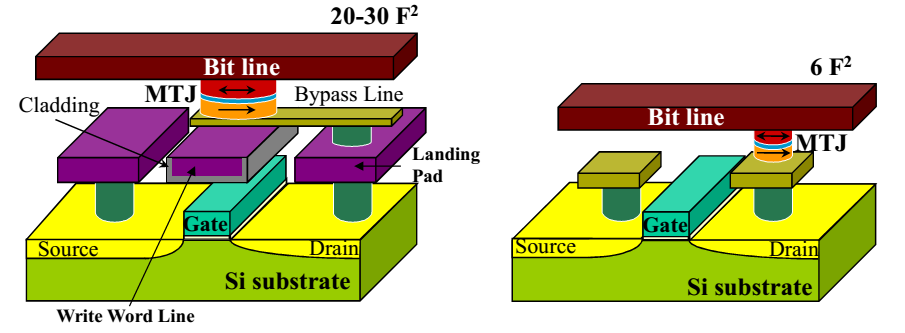 20-30 F²
Bit line
Cladding
MTJ
Bypass Line
Landing
Pad
Gate
Source
Drain
Si substrate
Write Word Line
6 F²
Bit line
MTJ
Gate
Source
Drain
Si substrate